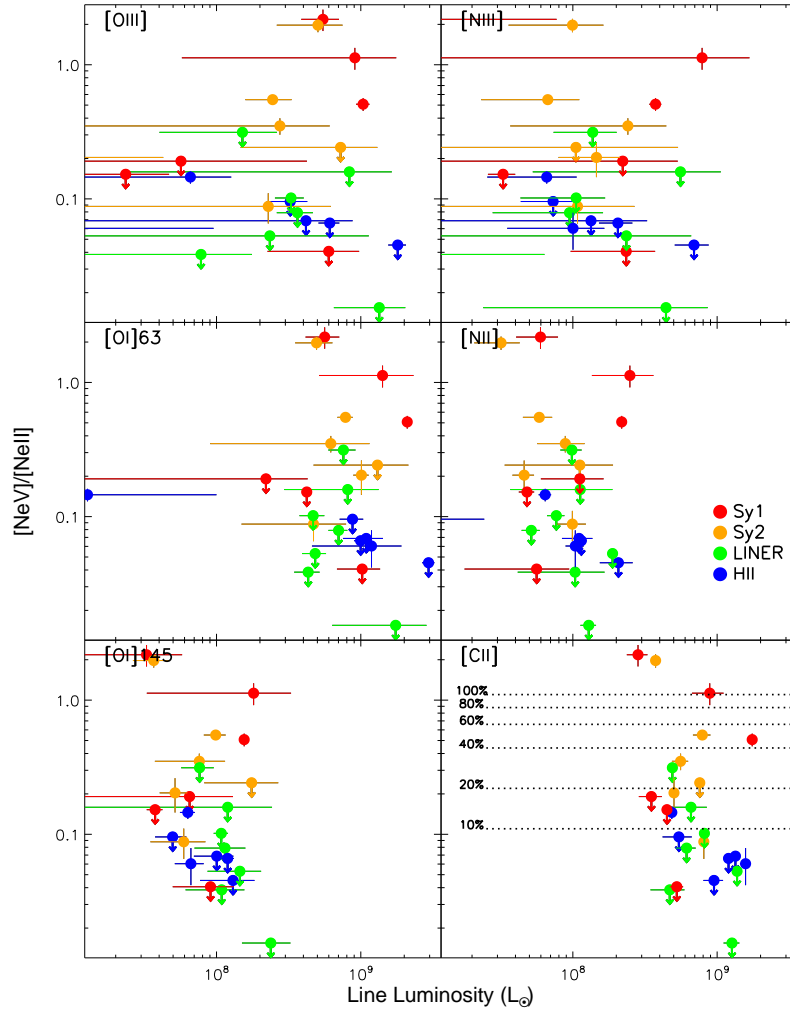 [OIII]
[NIII]
1.0
0.1
[OI]63
[NII]
1.0
0.1
[NeV]/[NeII]
Sy1
Sy2
LINER
HII
[OI]145
[CII]
1.0
0.1
100%
80%
60%
40%
20%
10%
10⁸
10⁹
10⁸
10⁹
Line Luminosity (L☉)